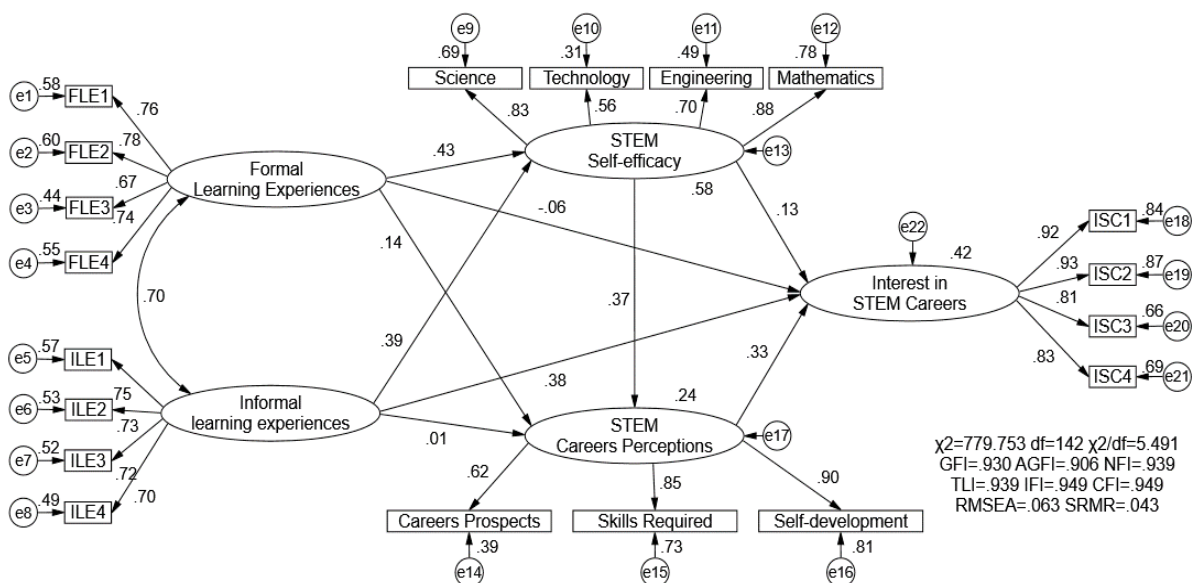 e9
e10
e11
e12
.69
.31
.49
.78
Science
Technology
Engineering
Mathematics
.83
.56
.70
.88
e1
.58
FLE1
.76
e2
.60
FLE2
.78
e3
.44
FLE3
.67
e4
.55
FLE4
.74
Formal
Learning Experiences
STEM
Self-efficacy
e13
.58
.43
-.06
.14
.13
.70
.39
.37
.38
.33
.01
e22
.42
Interest in
STEM Careers
.92
ISC1
.84
e18
.93
ISC2
.87
e19
.81
ISC3
.66
e20
.83
ISC4
.69
e21
e5
.57
ILE1
.75
e6
.53
ILE2
.73
e7
.52
ILE3
.72
e8
.49
ILE4
.70
Informal
learning experiences
.24
STEM
Careers Perceptions
e17
.62
.85
.90
Careers Prospects
Skills Required
Self-development
.39
.73
.81
e14
e15
e16
χ2=779.753 df=142 χ2/df=5.491
GFI=.930 AGFI=.906 NFI=.939
TLI=.939 IFI=.949 CFI=.949
RMSEA=.063 SRMR=.043